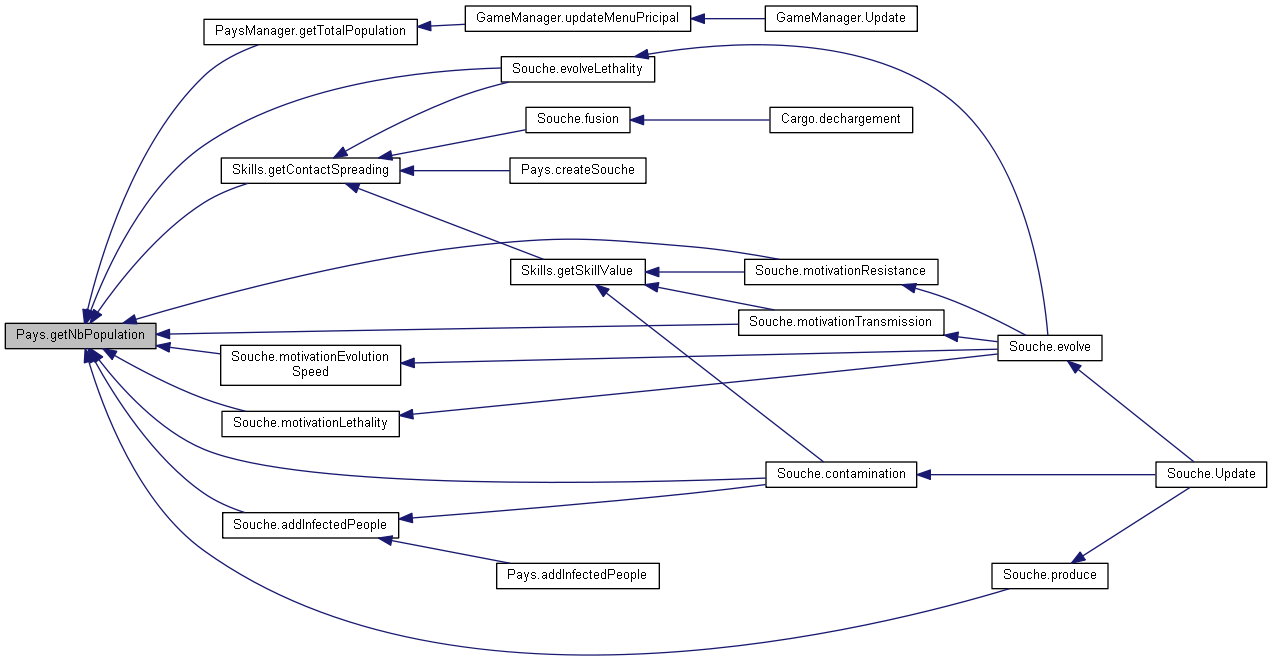 PaysManager.getTotalPopulation
GameManager.updateMenuPricipal
GameManager.Update
Souche.evolveLethality
Souche.fusion
Cargo.dechargement
Skills.getContactSpreading
Pays.createSouche
Skills.getSkillValue
Souche.motivationResistance
Pays.getNbPopulation
Souche.motivationTransmission
Souche.motivationEvolution
Speed
Souche.evolve
Souche.motivationLethality
Souche.contamination
Souche.Update
Souche.addInfectedPeople
Pays.addInfectedPeople
Souche.produce